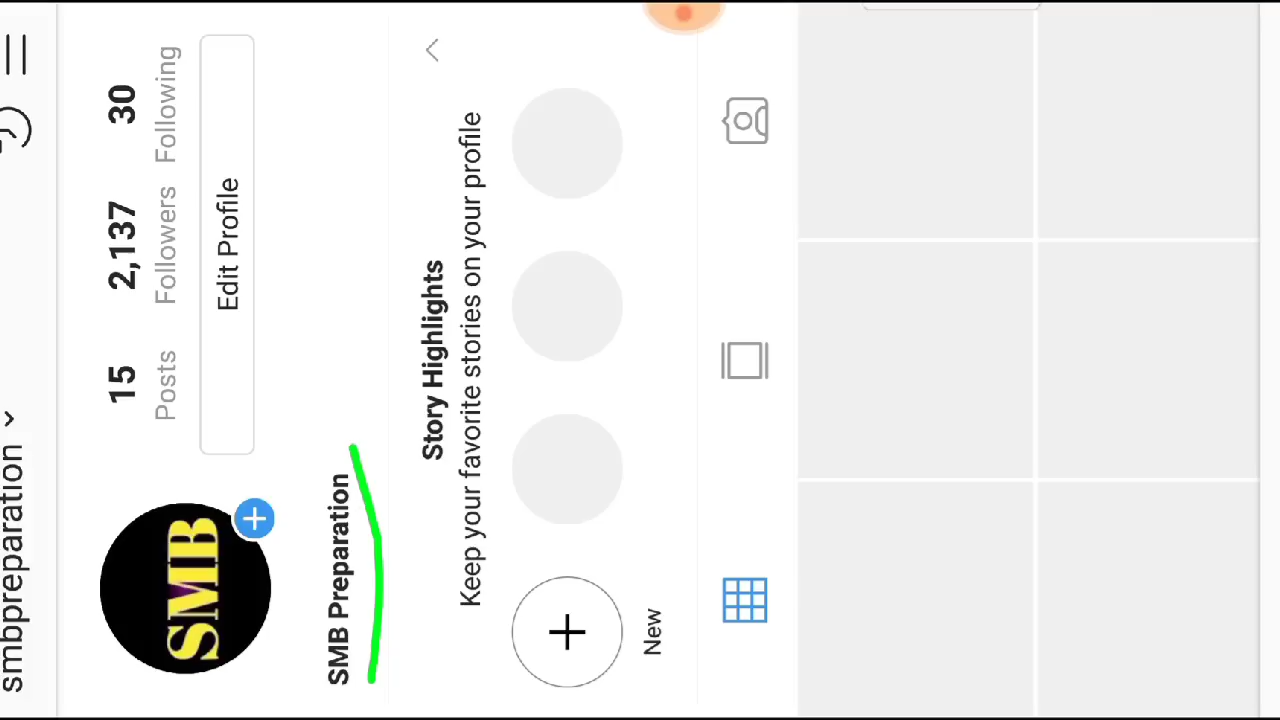 smbpreparation
15 2,137 30
Posts Followers Following
Edit Profile
SMB
SMB Preparation
Story Highlights
Keep your favorite stories on your profile
New